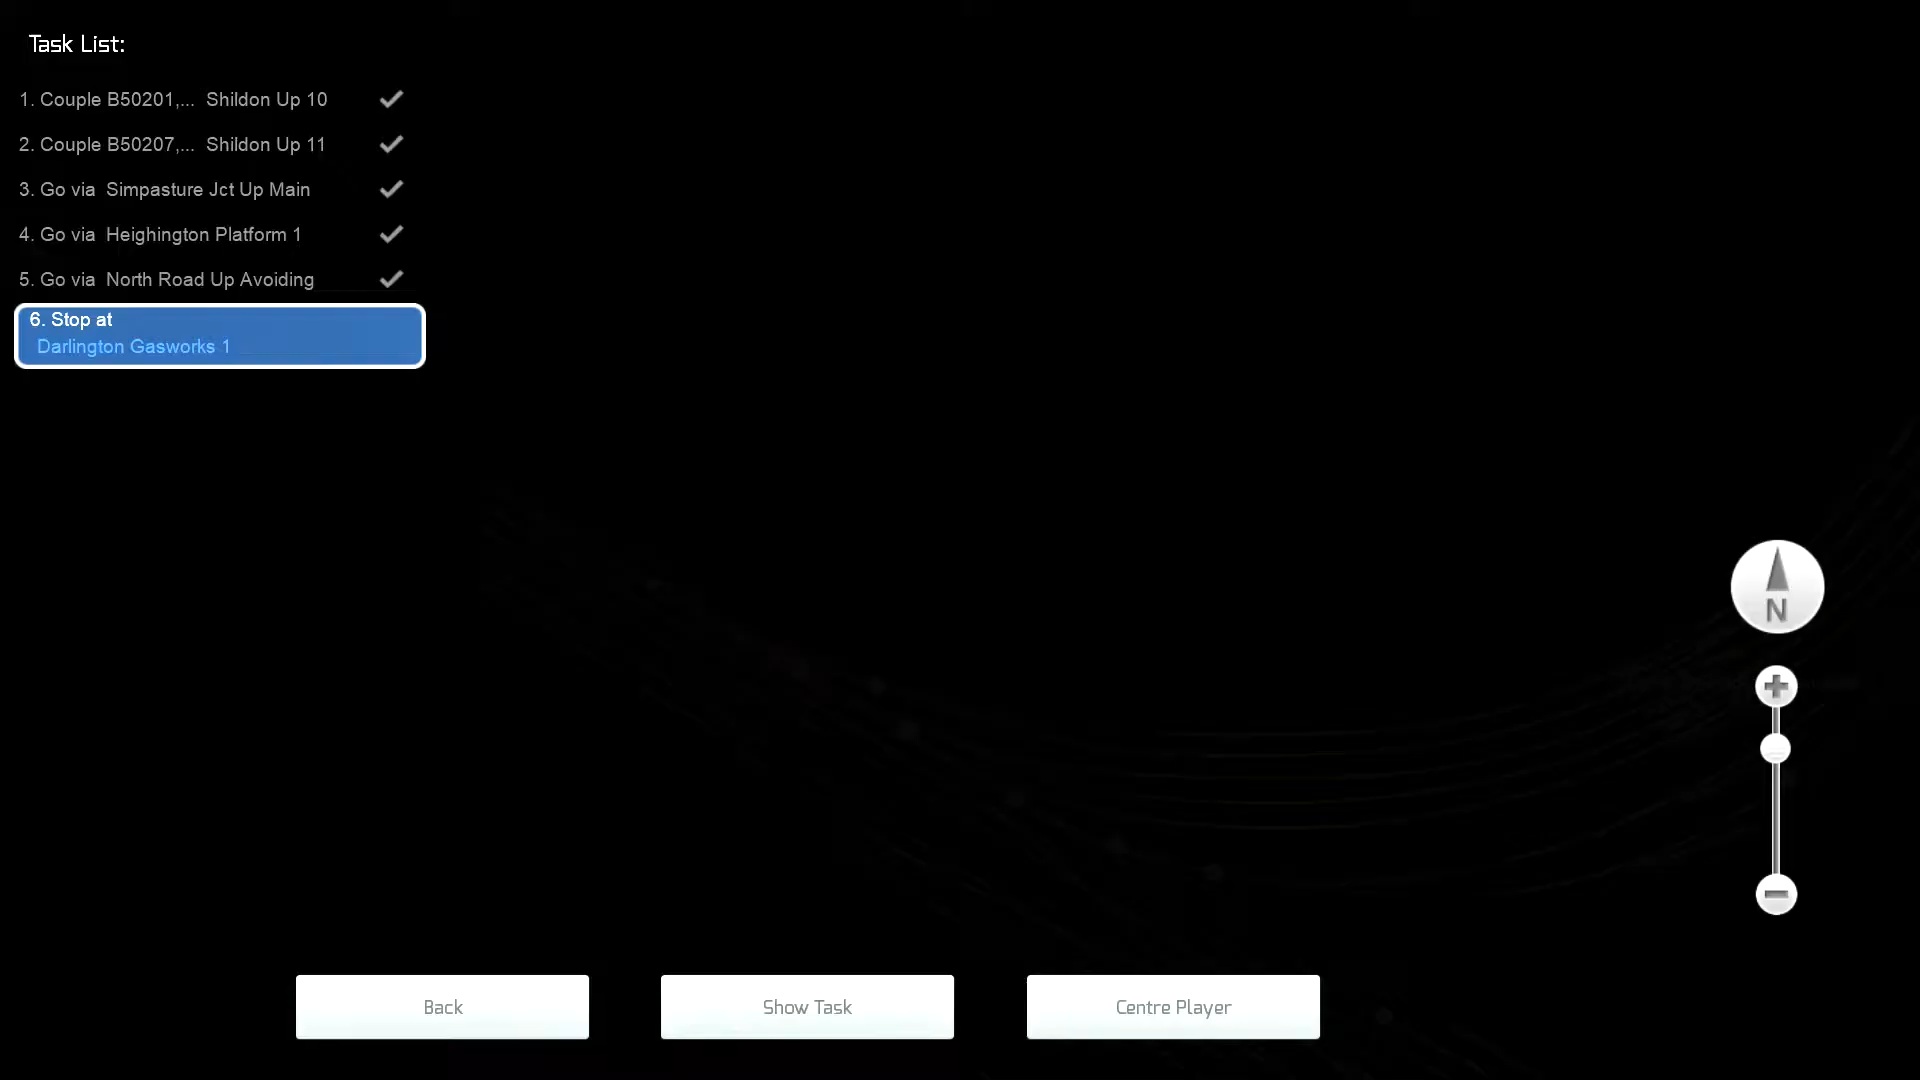 Task List:
1. Couple B50201,... Shildon Up 10
2. Couple B50207,... Shildon Up 11
3. Go via Simpasture Jct Up Main
4. Go via Heighington Platform 1
5. Go via North Road Up Avoiding
6. Stop at
Darlington Gasworks 1
N
Back
Show Task
Centre Player